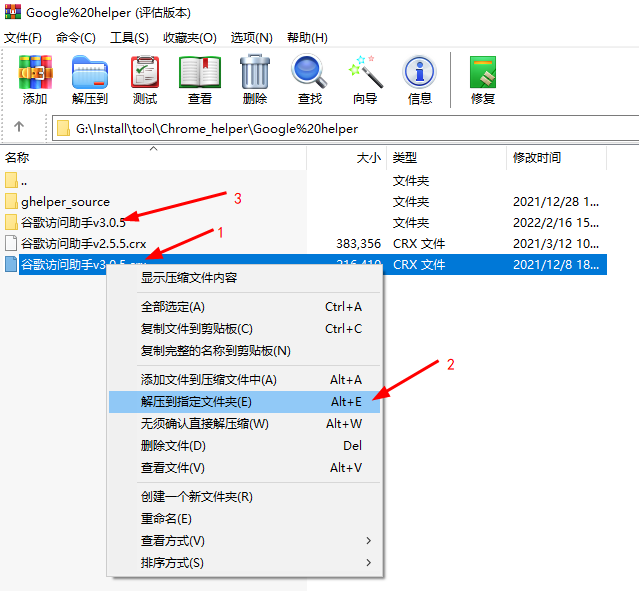 Google%20helper (评估版本)
文件(F) 命令(C) 工具(S) 收藏夹(O) 选项(N) 帮助(H)
添加 解压到 测试 查看 删除 查找 向导 信息 修复
G:\Install\tool\Chrome_helper\Google%20helper
名称 大小 类型 修改时间
.. 文件夹
ghelper_source 文件夹 2021/12/28 1...
谷歌访问助手v3.0.5 文件夹 2022/2/16 15...
3
谷歌访问助手v2.5.5.crx 383,356 CRX 文件 2021/3/12 10...
1
谷歌访问助手v3.0.5.crx 216,410 CRX 文件 2021/12/8 18...
显示压缩文件内容
全部选定(A) Ctrl+A
复制文件到剪贴板(C) Ctrl+C
复制完整的名称到剪贴板(N)
添加文件到压缩文件中(A) Alt+A
2
解压到指定文件夹(E) Alt+E
无须确认直接解压缩(W) Alt+W
删除文件(D) Del
查看文件(V) Alt+V
创建一个新文件夹(R)
重命名(E)
查看方式(V)
排序方式(S)